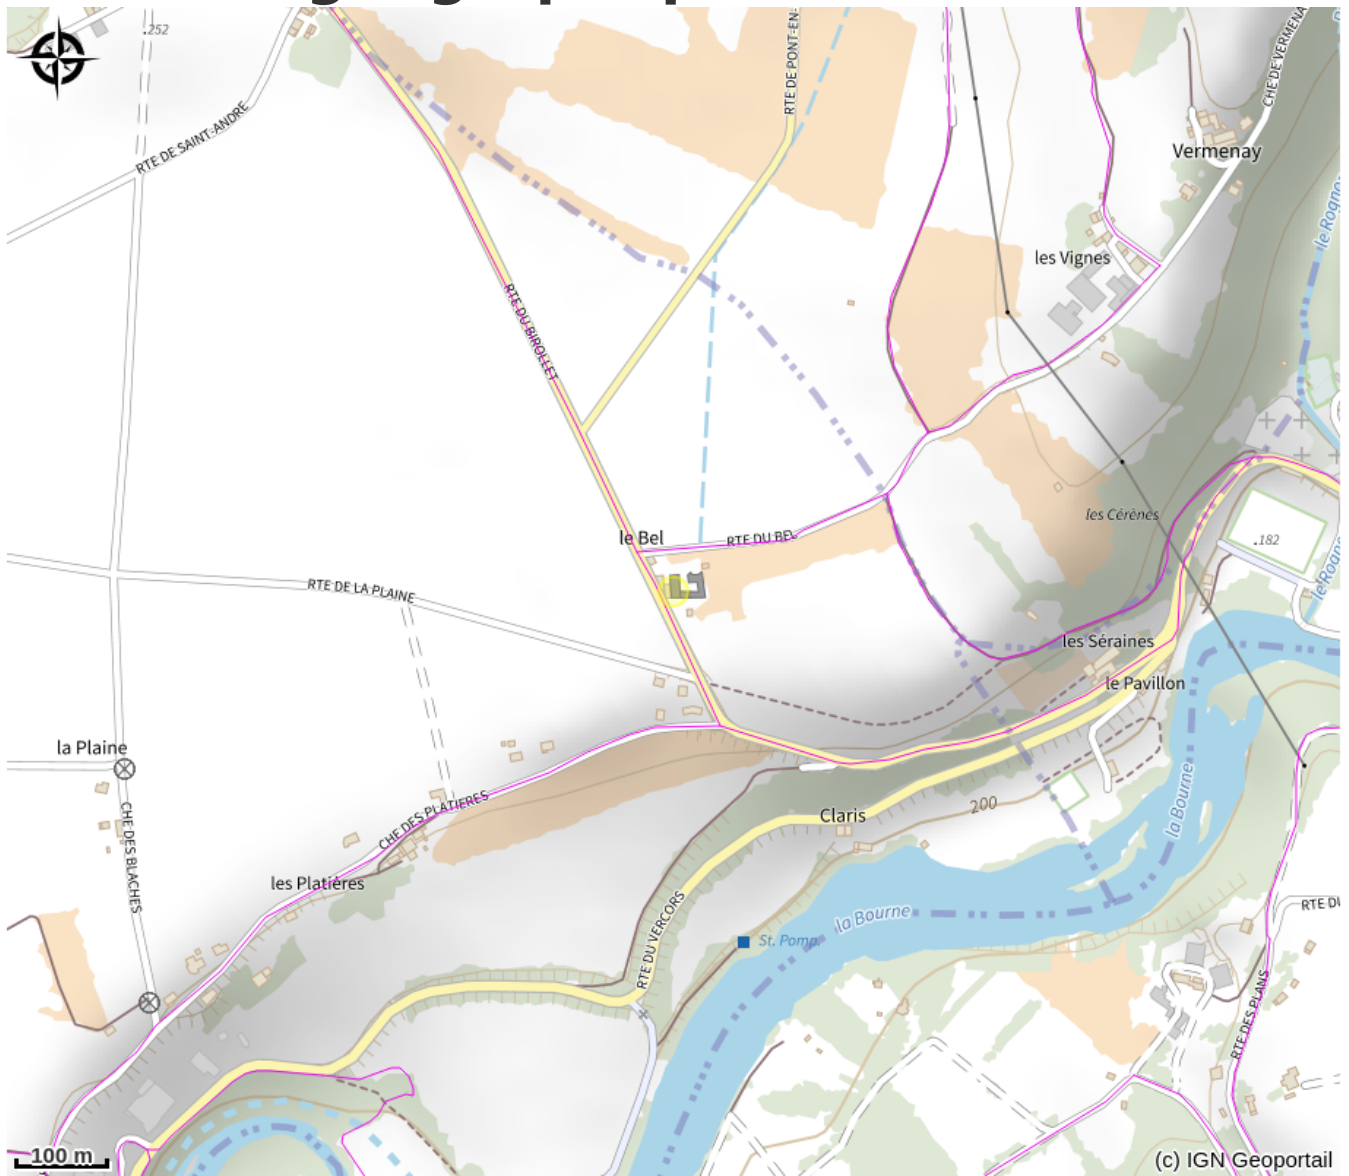 252
RTE DE SAINT-ANDRE
RTE DE PONT-EN-
CHE DE VERMENA
Vermenay
les Vignes
RTE DU BIROLLET
le Bel
RTE DU BEL
les Cérènes
182
RTE DE LA PLAINE
les Séraines
le Pavillon
la Plaine
CHE DES BLACHES
CHE DES PLATIERES
les Platières
Claris
200
la Bourne
la Bourne
St. Pomp.
RTE DU VERCORS
RTE DES PLANS
100 m
(c) IGN Geoportail